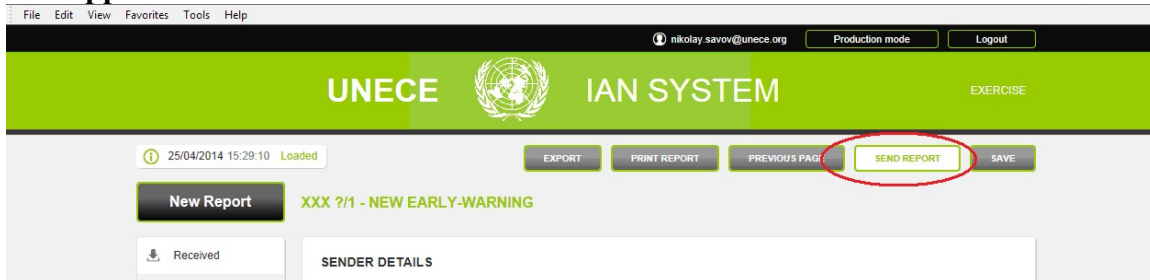 File Edit View Favorites Tools Help
nikolay.savov@unece.org Production mode Logout
UNECE IAN SYSTEM EXERCISE
25/04/2014 15:29:10 Loaded EXPORT PRINT REPORT PREVIOUS PAGE SEND REPORT SAVE
New Report XXX ?/1 - NEW EARLY-WARNING
Received
SENDER DETAILS